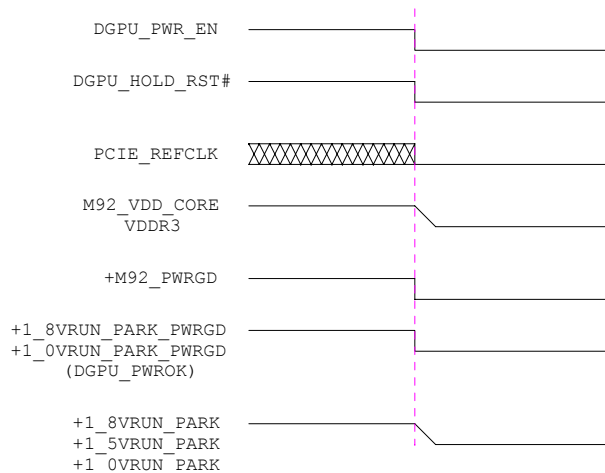 DGPU_PWR_EN
DGPU_HOLD_RST#
PCIE_REFCLK
M92_VDD_CORE
VDDR3
+M92_PWRGD
+1_8VRUN_PARK_PWRGD
+1_0VRUN_PARK_PWRGD
(DGPU_PWROK)
+1_8VRUN_PARK
+1_5VRUN_PARK
+1_0VRUN_PARK